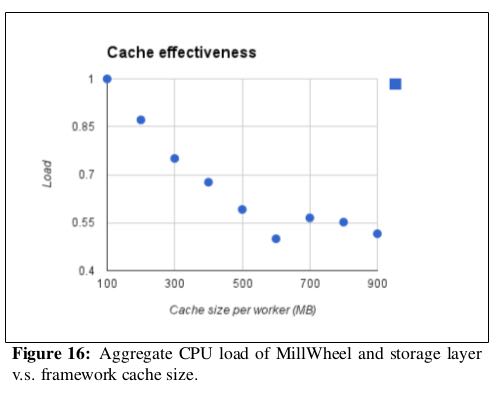 Cache effectiveness
1
0.85
0.7
0.55
0.4
Load
100 300 500 700 900
Cache size per worker (MB)
Figure 16: Aggregate CPU load of MillWheel and storage layer
v.s. framework cache size.